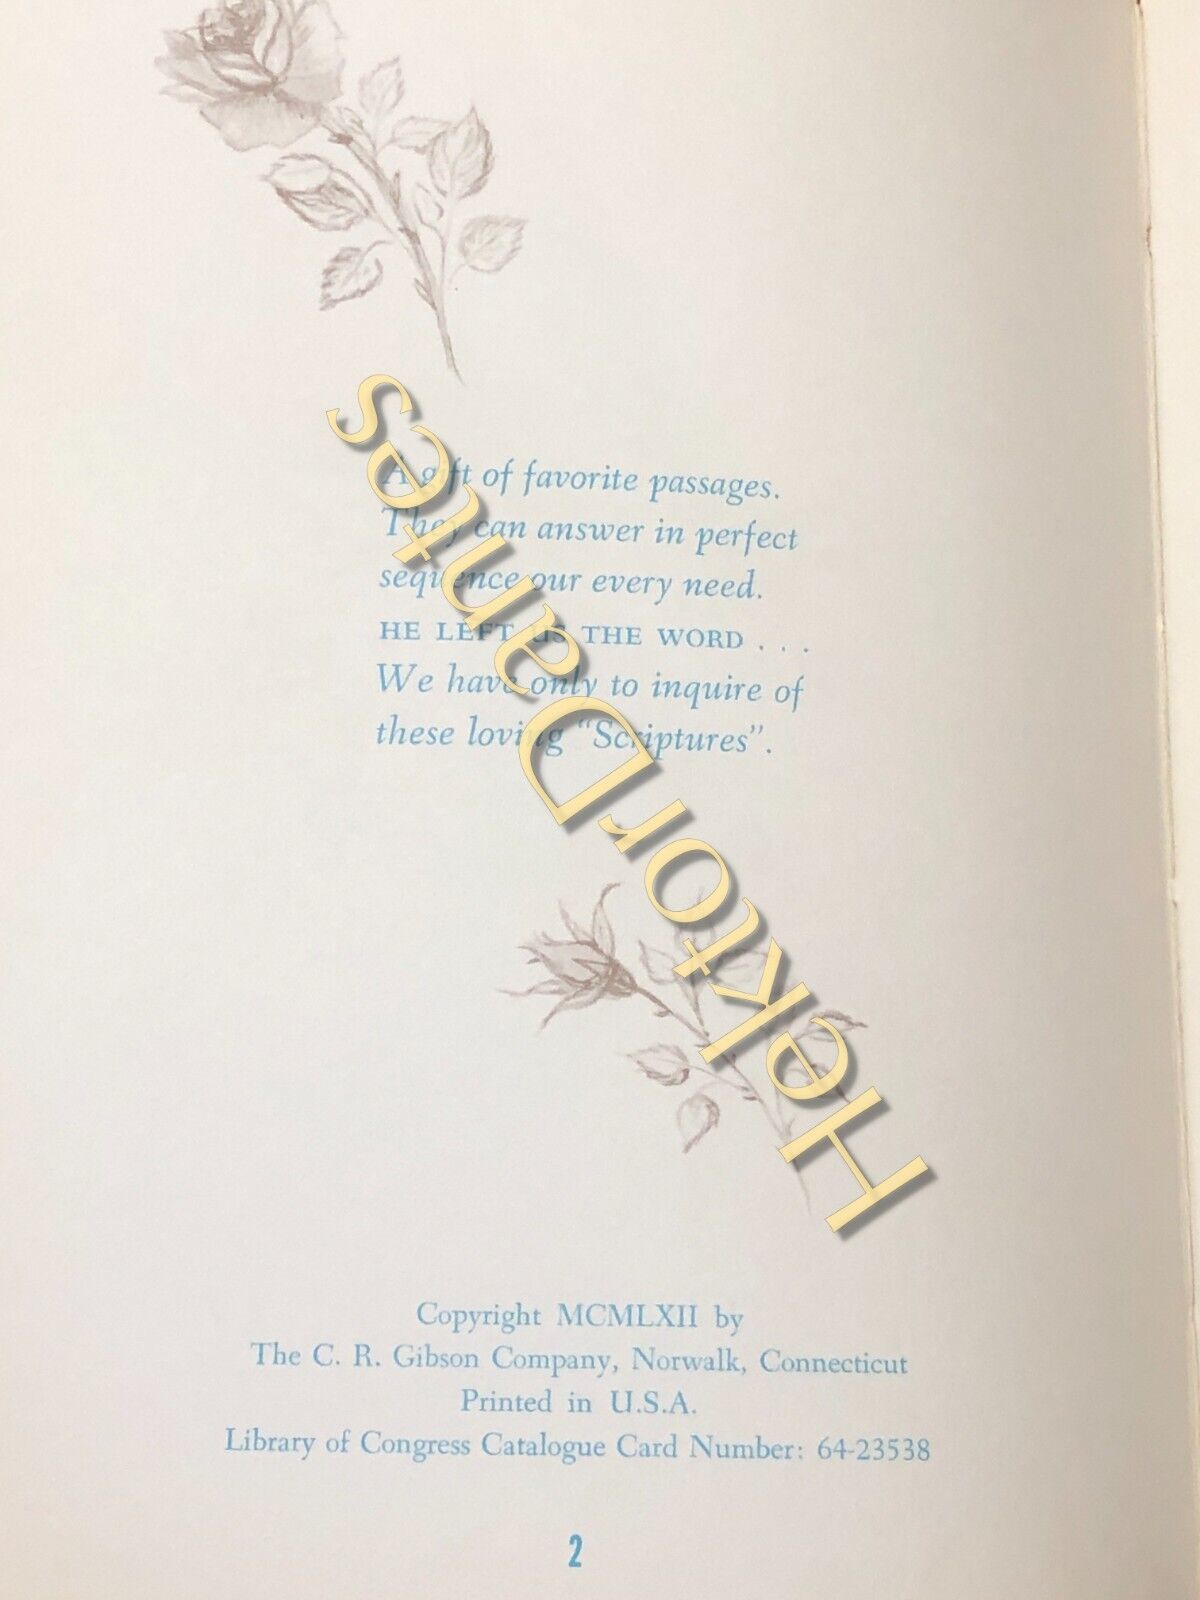 A gift of favorite passages.
They can answer in perfect
sequence our every need.
HE LEFT US THE WORD . . .
We have only to inquire of
these loving "Scriptures".
Hektor Dantes
Copyright MCMLXII by
The C. R. Gibson Company, Norwalk, Connecticut
Printed in U.S.A.
Library of Congress Catalogue Card Number: 64-23538
2